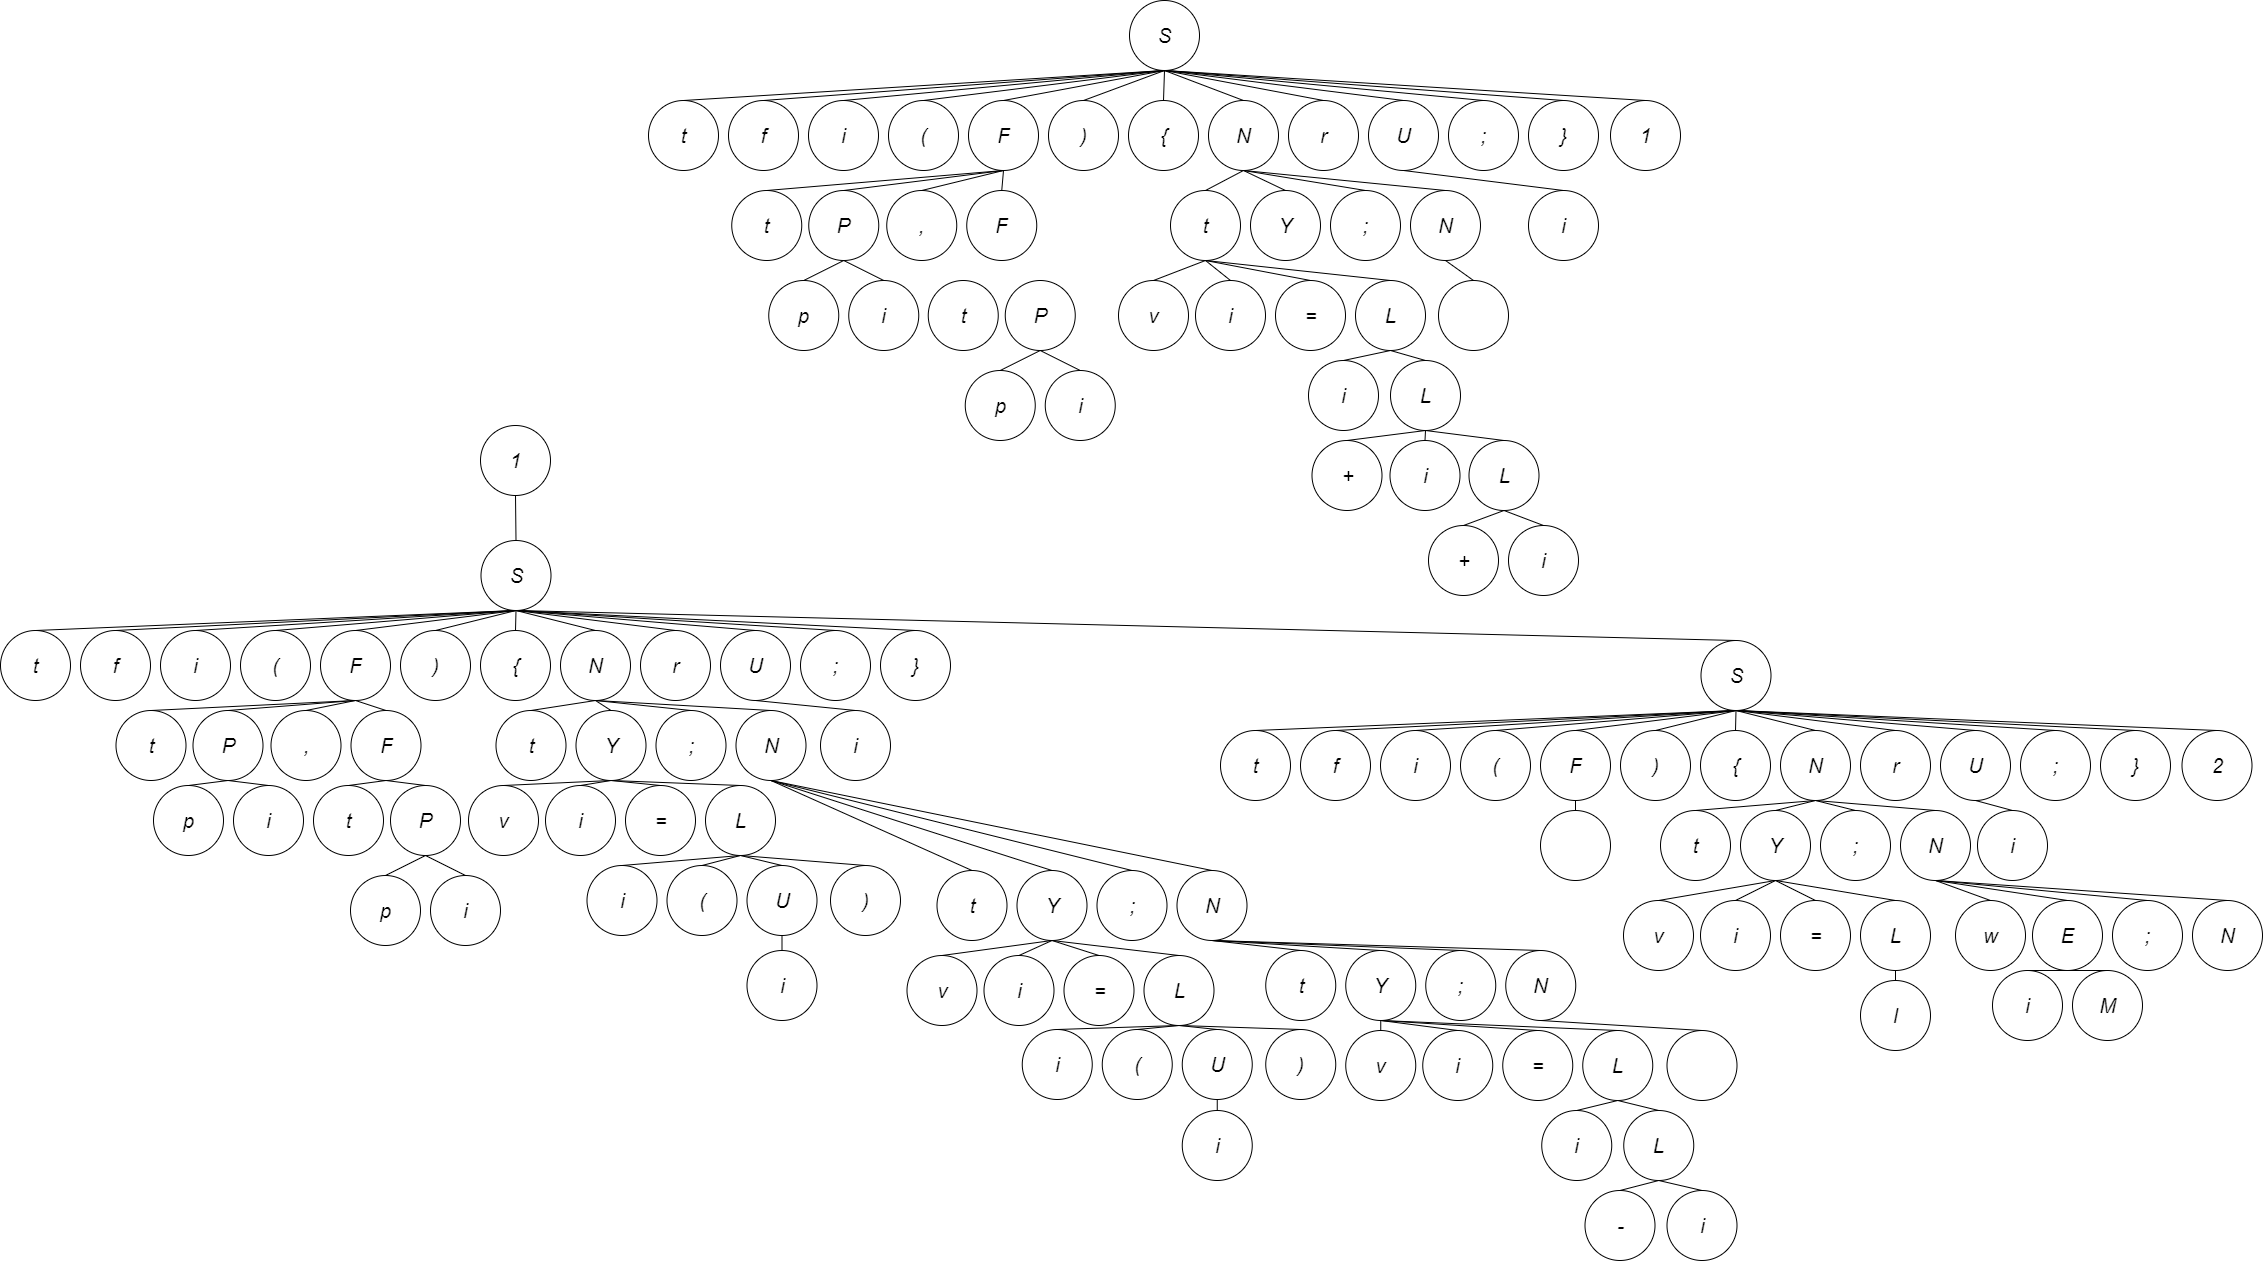 S
t f i ( F ) { N r U ; } 1
t P , F t Y ; N i
p i t P v i = L
i L
p i
1
+ i L
+ i
S
t f i ( F ) { N r U ; }
S
t P , F t Y ; N i
t f i ( F ) { N r U ; } 2
p i t P v i = L
t Y ; N i
i ( U )
t Y ; N
p i
v i = L w E ; N
i
v i = L
t Y ; N
l
i M
i ( U ) v i = L
i
i L
- i